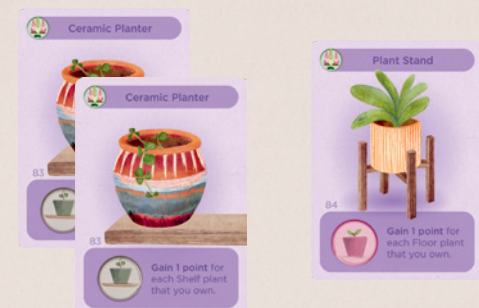 Ceramic Planter
83
Ceramic Planter
83
Gain 1 point for
each Shelf plant
that you own.
Plant Stand
84
Gain 1 point for
each Floor plant
that you own.